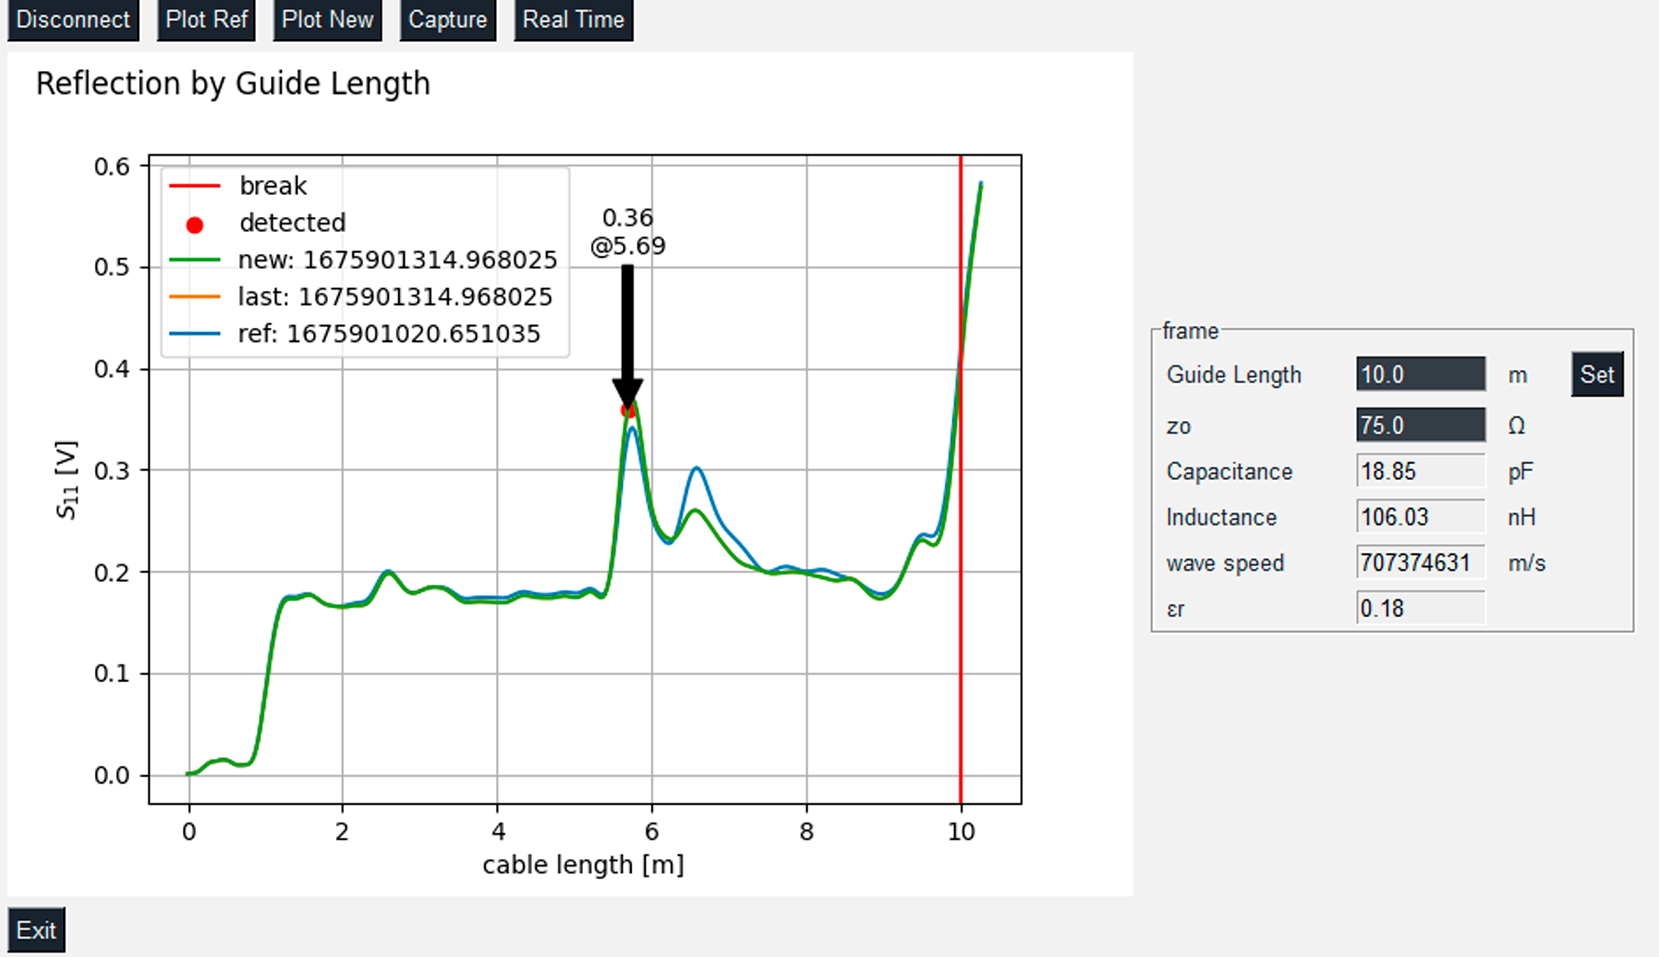 Disconnect Plot Ref Plot New Capture Real Time
Reflection by Guide Length
0.6
0.5
0.4
0.3
0.2
0.1
0.0
S11 [V]
break
detected
new: 1675901314.968025
last: 1675901314.968025
ref: 1675901020.651035
0.36
@5.69
0 2 4 6 8 10
cable length [m]
frame
Guide Length 10.0 m Set
zo 75.0 Ω
Capacitance 18.85 pF
Inductance 106.03 nH
wave speed 707374631 m/s
εr 0.18
Exit